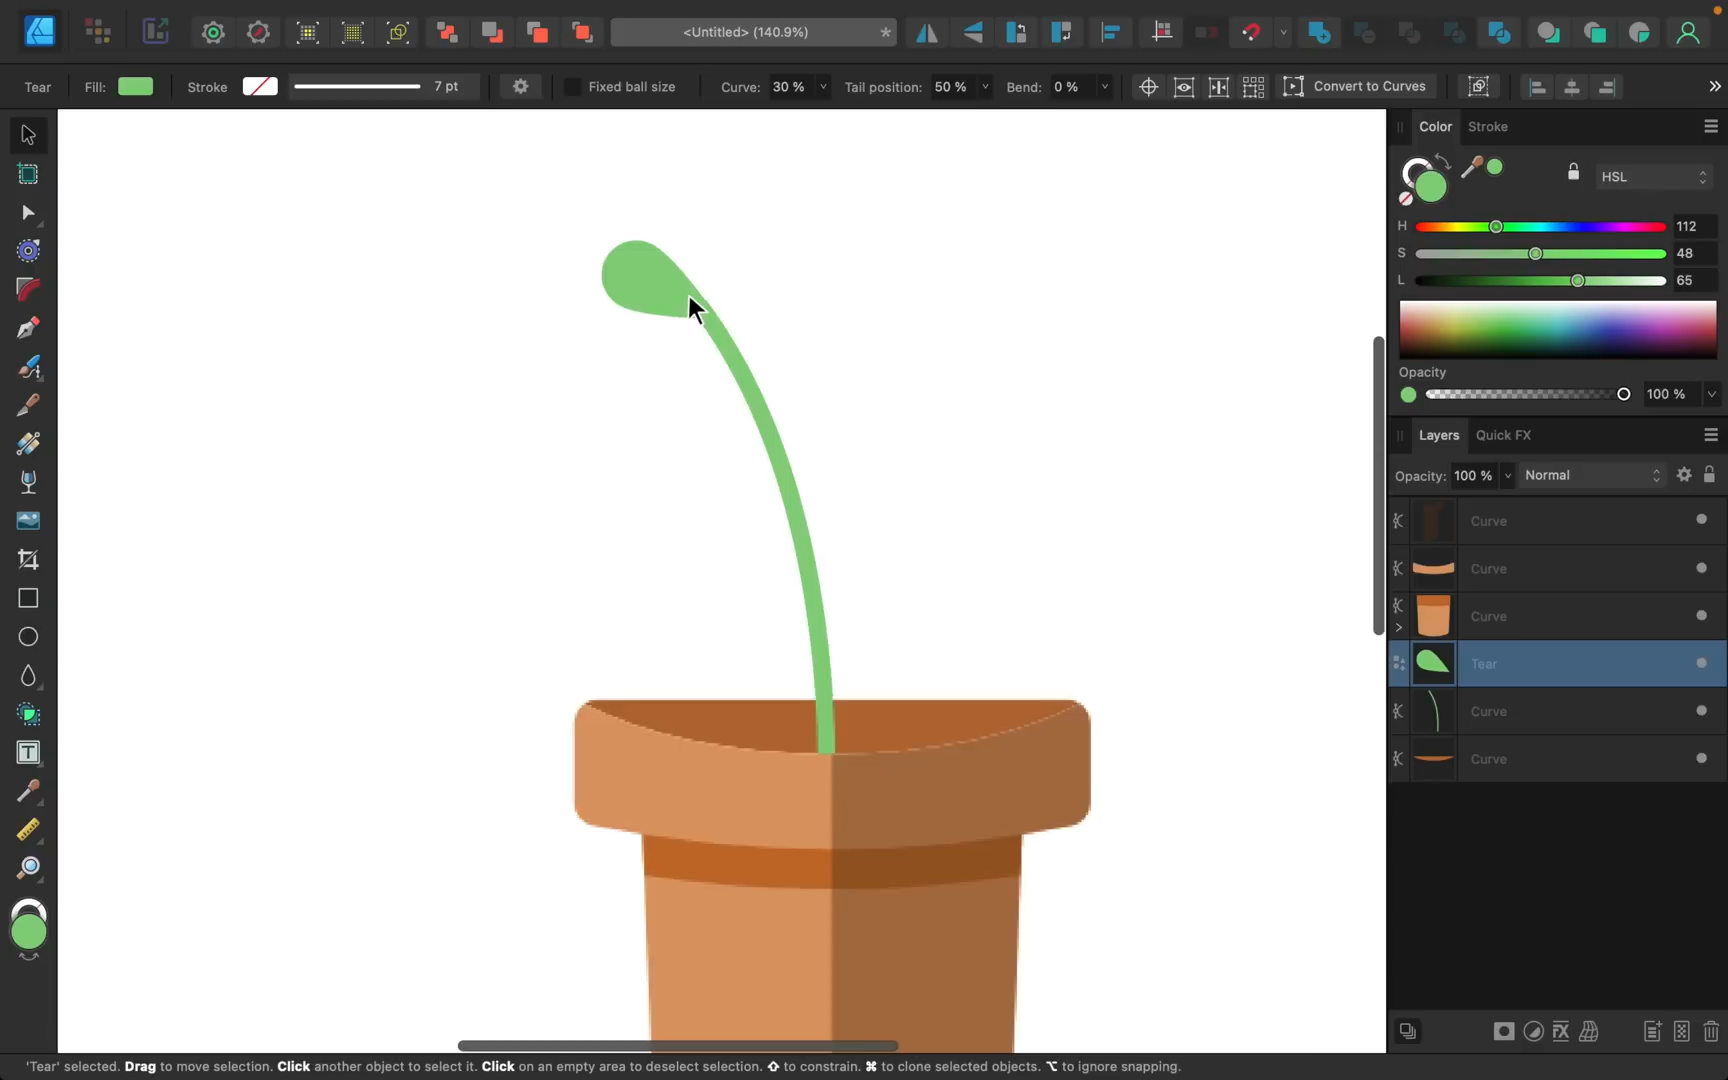 <Untitled> (140.9%) *
Tear Fill: Stroke 7 pt Fixed ball size Curve: 30 % Tail position: 50 % Bend: 0 % Convert to Curves »
Color Stroke
HSL
H 112
S 48
L 65
Opacity
100 %
Layers Quick FX
Opacity: 100 % Normal
Curve
Curve
Curve
Tear
Curve
Curve
'Tear' selected. Drag to move selection. Click another object to select it. Click on an empty area to deselect selection. ⇧ to constrain. ⌘ to clone selected objects. ⌥ to ignore snapping.